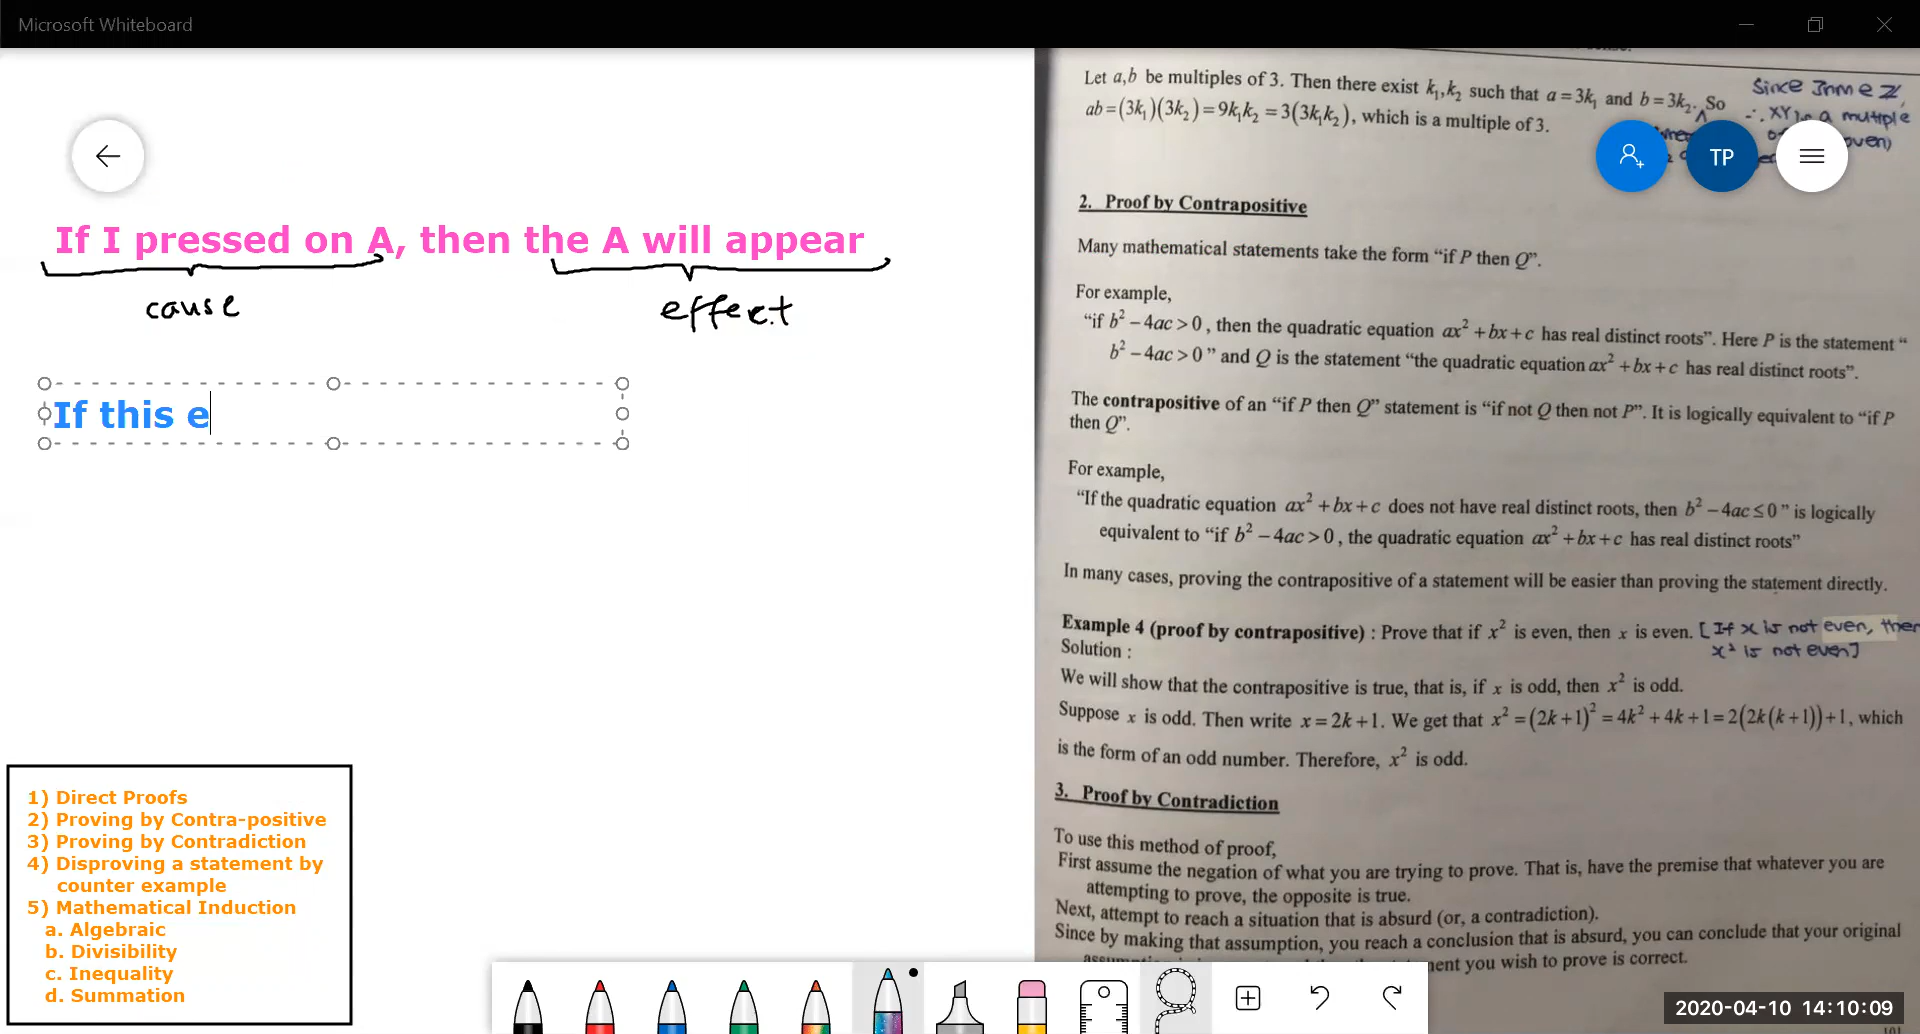 Microsoft Whiteboard
If I pressed on A, then the A will appear
cause
effect
If this e
1) Direct Proofs
2) Proving by Contra-positive
3) Proving by Contradiction
4) Disproving a statement by
counter example
5) Mathematical Induction
a. Algebraic
b. Divisibility
c. Inequality
d. Summation
Let a,b be multiples of 3. Then there exist k₁,k₂ such that a = 3k₁ and b = 3k₂. So
ab = (3k₁)(3k₂) = 9k₁k₂ = 3(3k₁k₂), which is a multiple of 3.
Since 3nm ∈ ℤ,
∴ XY is a multiple
TP
2. Proof by Contrapositive
Many mathematical statements take the form “if P then Q”.
For example,
“if b² – 4ac > 0, then the quadratic equation ax² + bx + c has real distinct roots”. Here P is the statement “
b² – 4ac > 0” and Q is the statement “the quadratic equation ax² + bx + c has real distinct roots”.
The contrapositive of an “if P then Q” statement is “if not Q then not P”. It is logically equivalent to “if P
then Q”.
For example,
“If the quadratic equation ax² + bx + c does not have real distinct roots, then b² – 4ac ≤ 0” is logically
equivalent to “if b² – 4ac > 0, the quadratic equation ax² + bx + c has real distinct roots”
In many cases, proving the contrapositive of a statement will be easier than proving the statement directly.
Example 4 (proof by contrapositive) : Prove that if x² is even, then x is even. [If x is not even, then
x² is not even]
Solution :
We will show that the contrapositive is true, that is, if x is odd, then x² is odd.
Suppose x is odd. Then write x = 2k + 1. We get that x² = (2k + 1)² = 4k² + 4k + 1 = 2(2k(k + 1)) + 1, which
is the form of an odd number. Therefore, x² is odd.
3. Proof by Contradiction
To use this method of proof,
First assume the negation of what you are trying to prove. That is, have the premise that whatever you are
attempting to prove, the opposite is true.
Next, attempt to reach a situation that is absurd (or, a contradiction).
Since by making that assumption, you reach a conclusion that is absurd, you can conclude that your original
you wish to prove is correct.
2020-04-10 14:10:09